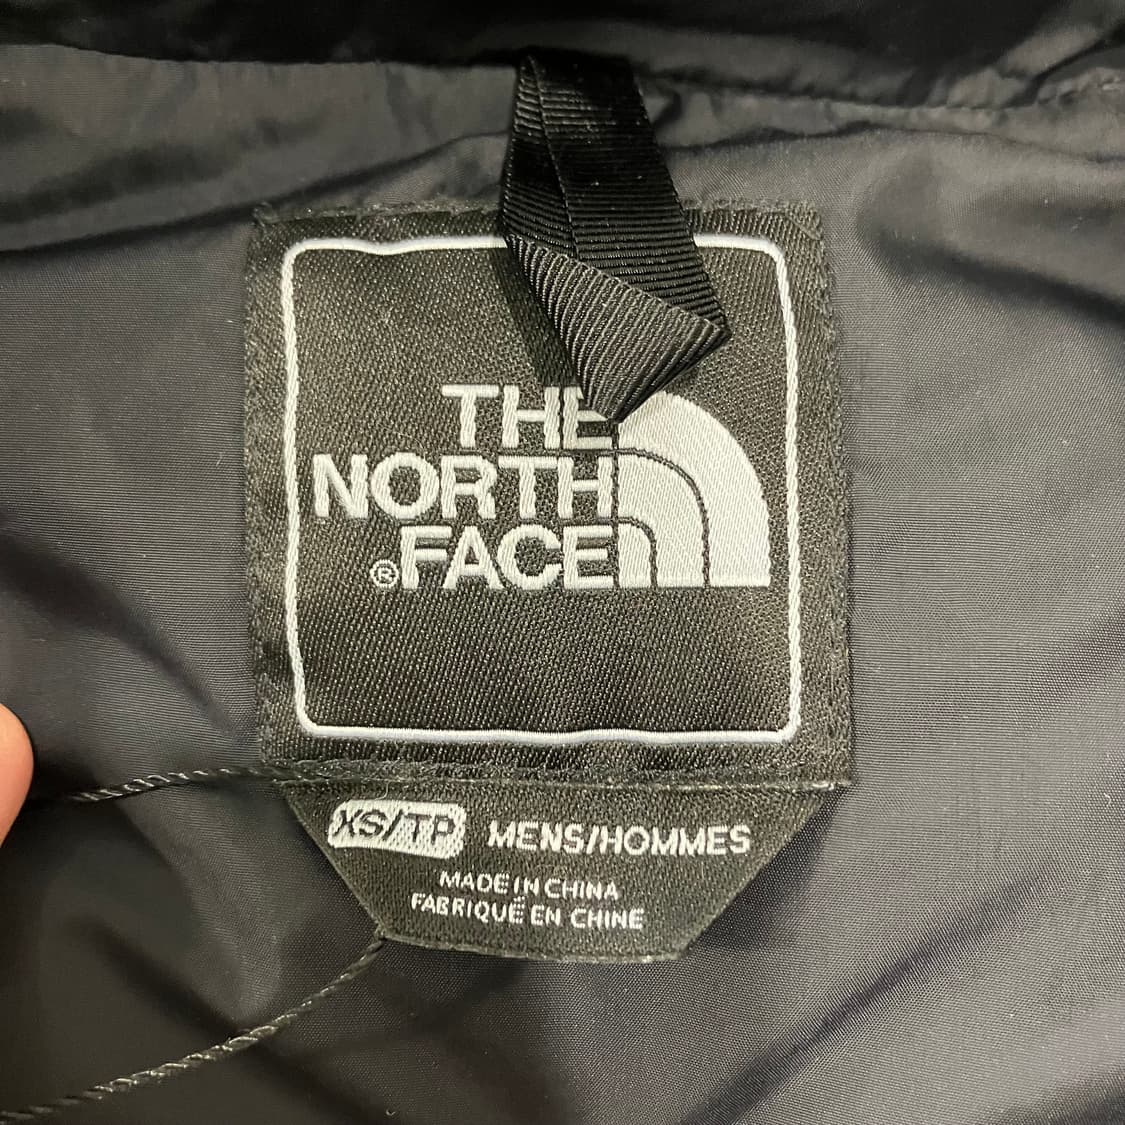 THE
NORTH
®FACE
XS/TP MENS/HOMMES
MADE IN CHINA
FABRIQUÉ EN CHINE